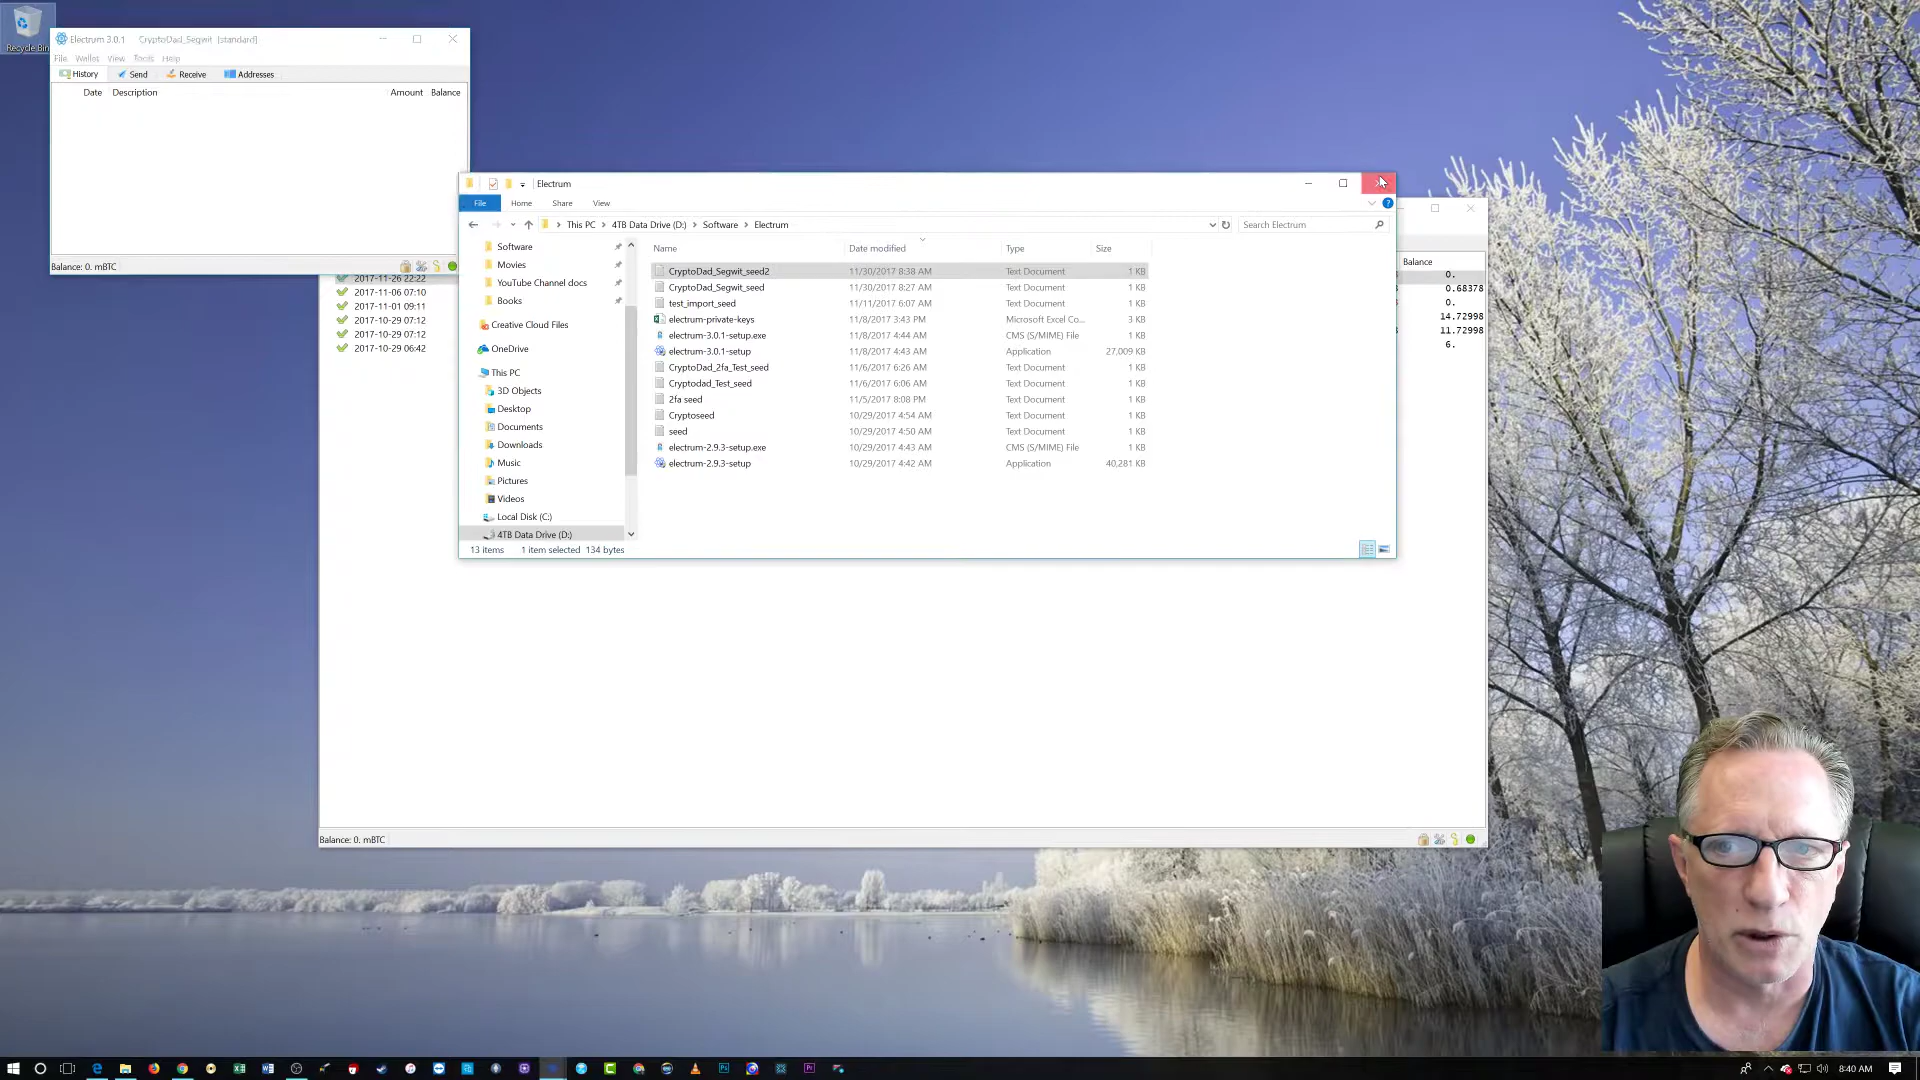 Recycle Bin
Electrum 3.0.1 CryptoDad_Segwit [standard]
File Wallet View Tools Help
History Send Receive Addresses
Date Description Amount Balance
Balance: 0. mBTC
Electrum
File Home Share View
This PC 4TB Data Drive (D:) Software Electrum
Search Electrum
Name Date modified Type Size
Software
Movies
YouTube Channel docs
Books
Creative Cloud Files
OneDrive
This PC
3D Objects
Desktop
Documents
Downloads
Music
Pictures
Videos
Local Disk (C:)
4TB Data Drive (D:)
CryptoDad_Segwit_seed2 11/30/2017 8:38 AM Text Document 1 KB
CryptoDad_Segwit_seed 11/30/2017 8:27 AM Text Document 1 KB
test_import_seed 11/11/2017 6:07 AM Text Document 1 KB
electrum-private-keys 11/8/2017 3:43 PM Microsoft Excel Co... 3 KB
electrum-3.0.1-setup.exe 11/8/2017 4:44 AM CMS (S/MIME) File 1 KB
electrum-3.0.1-setup 11/8/2017 4:43 AM Application 27,009 KB
CryptoDad_2fa_Test_seed 11/6/2017 6:26 AM Text Document 1 KB
Cryptodad_Test_seed 11/6/2017 6:06 AM Text Document 1 KB
2fa seed 11/5/2017 8:08 PM Text Document 1 KB
Cryptoseed 10/29/2017 4:54 AM Text Document 1 KB
seed 10/29/2017 4:50 AM Text Document 1 KB
electrum-2.9.3-setup.exe 10/29/2017 4:43 AM CMS (S/MIME) File 1 KB
electrum-2.9.3-setup 10/29/2017 4:42 AM Application 40,281 KB
13 items 1 item selected 134 bytes
Balance
2017-11-26 22:22 0.
2017-11-06 07:10 0.68378
2017-11-01 09:11 0.
2017-10-29 07:12 14.72998
2017-10-29 07:12 11.72998
2017-10-29 06:42 6.
Balance: 0. mBTC
8:40 AM